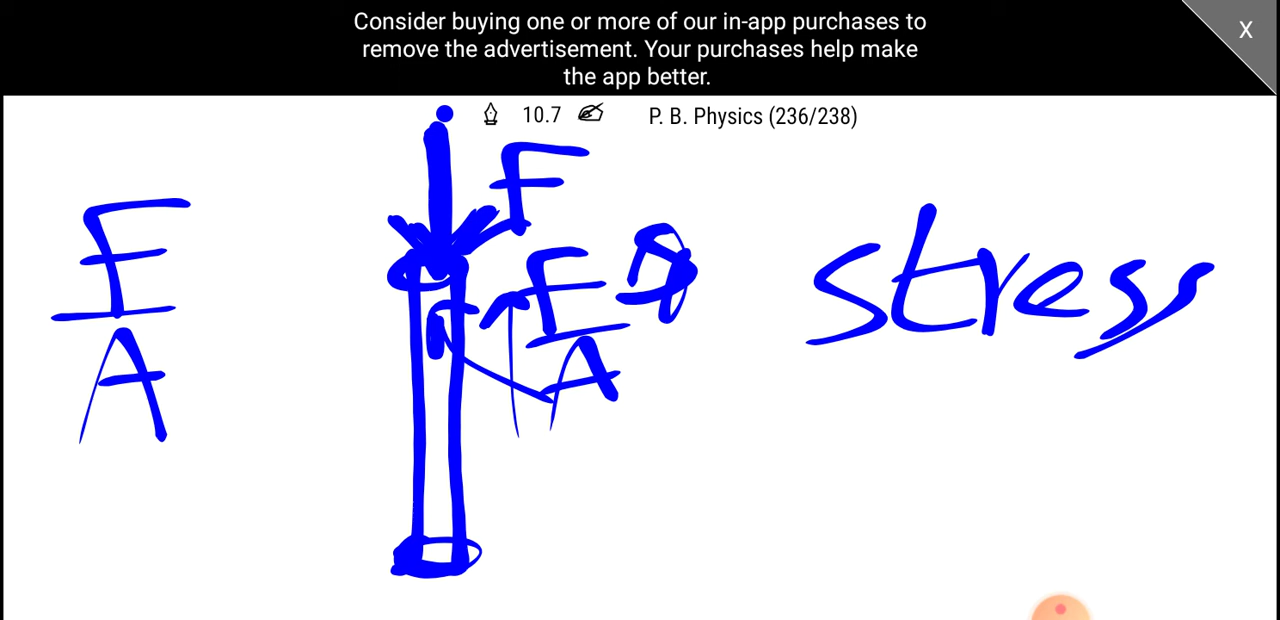 Consider buying one or more of our in-app purchases to
remove the advertisement. Your purchases help make
the app better.
X
10.7
P. B. Physics (236/238)
F
F
A
F
A
stress